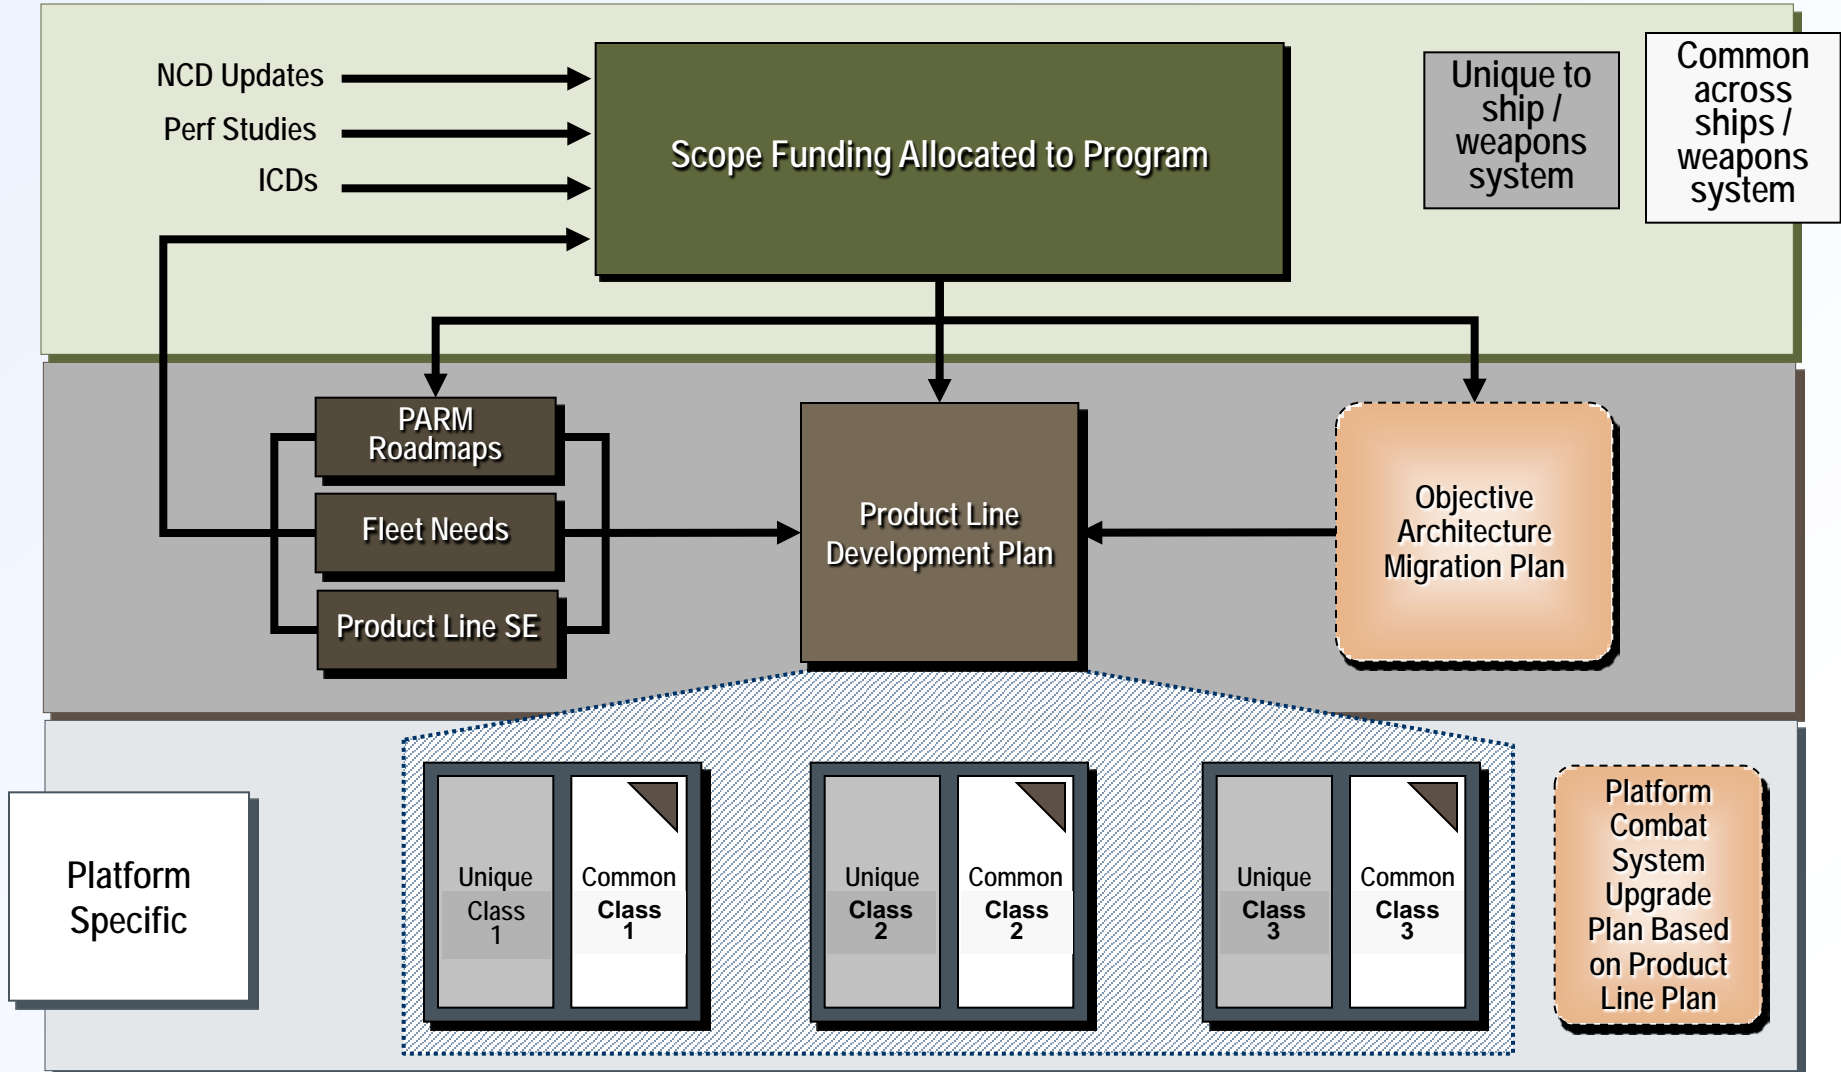 NCD Updates
Perf Studies
ICDs
Scope Funding Allocated to Program
Unique to
ship /
weapons
system
Common
across
ships /
weapons
system
PARM
Roadmaps
Fleet Needs
Product Line SE
Product Line
Development Plan
Objective
Architecture
Migration Plan
Platform
Specific
Unique
Class
1
Common
Class
1
Unique
Class
2
Common
Class
2
Unique
Class
3
Common
Class
3
Platform
Combat
System
Upgrade
Plan Based
on Product
Line Plan